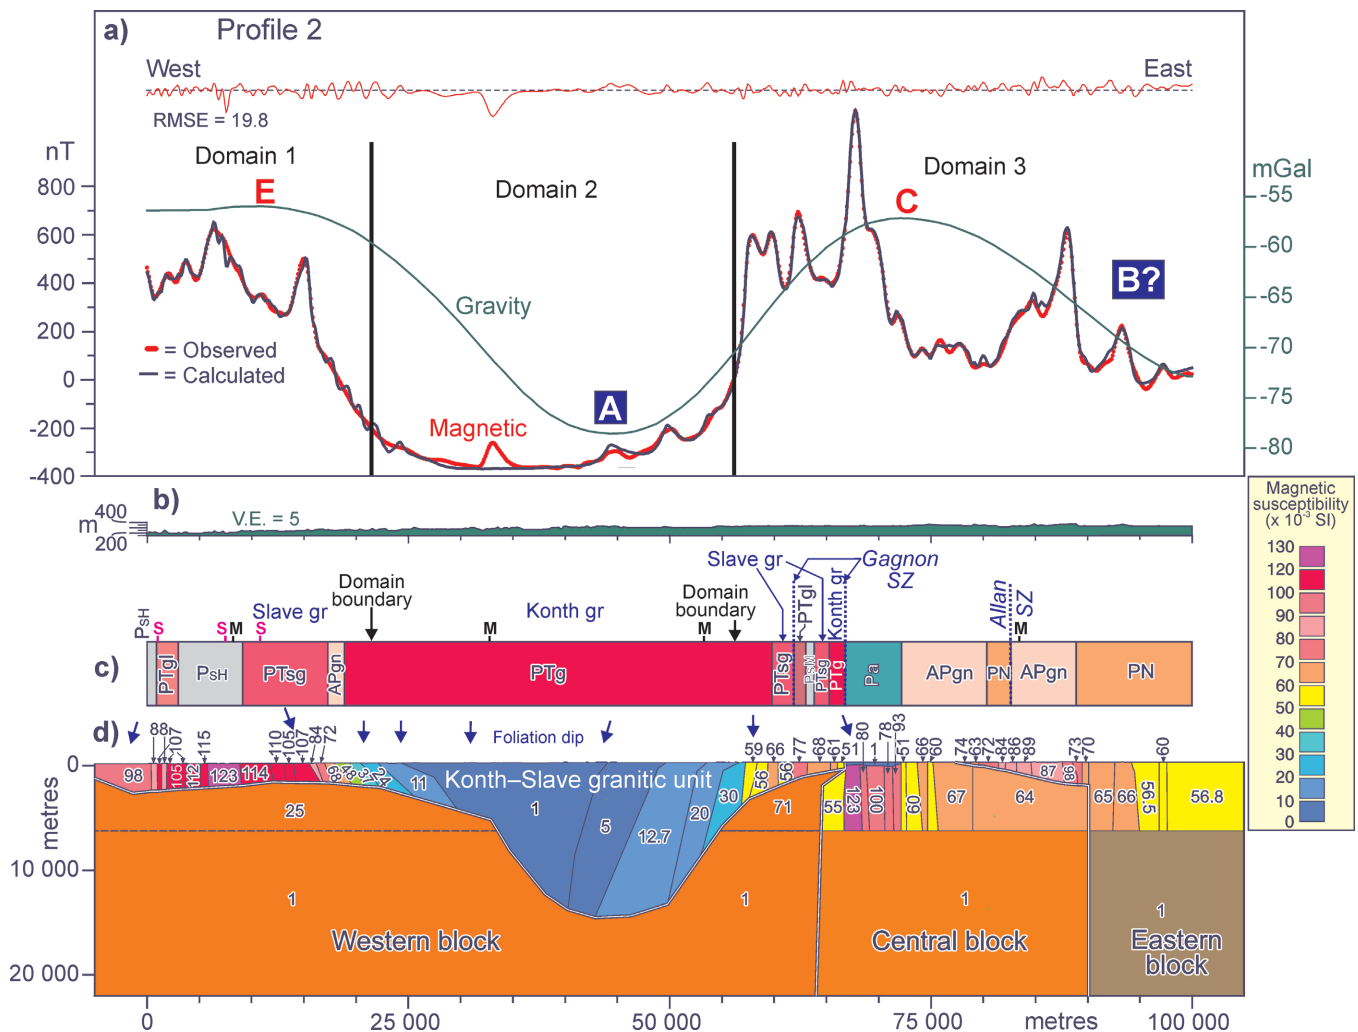 a)
Profile 2
West
East
RMSE = 19.8
nT
mGal
Domain 1
Domain 2
Domain 3
E
C
B?
A
800
600
400
200
0
-200
-400
-55
-60
-65
-70
-75
-80
Gravity
= Observed
= Calculated
Magnetic
b)
400
m
200
V.E. = 5
Magnetic
susceptibility
(x 10⁻³ SI)
130
120
100
90
80
70
60
50
40
30
20
10
0
Slave gr
Gagnon
SZ
Domain
boundary
Konth gr
Domain
boundary
PTgl
Konth gr
Allan
SZ
PsH
S
S
M
S
Slave gr
M
M
M
c)
PTgl
PsH
PTsg
APgn
PTg
PTsg
PsM
PTsg
PTg
Pa
APgn
PN
APgn
PN
d)
Foliation dip
88
107
115
110
105
107
84
72
59
66
77
68
61
51
80
1
78
93
51
66
60
74
63
72
84
86
89
73
70
60
0
metres
10 000
20 000
98
105
112
123
114
24
11
Konth–Slave granitic unit
1
5
12.7
20
30
56
56
71
55
123
100
60
67
64
87
98
65
66
56.5
56.8
25
1
1
1
1
Western block
Central block
Eastern
block
0
25 000
50 000
75 000
metres
100 000